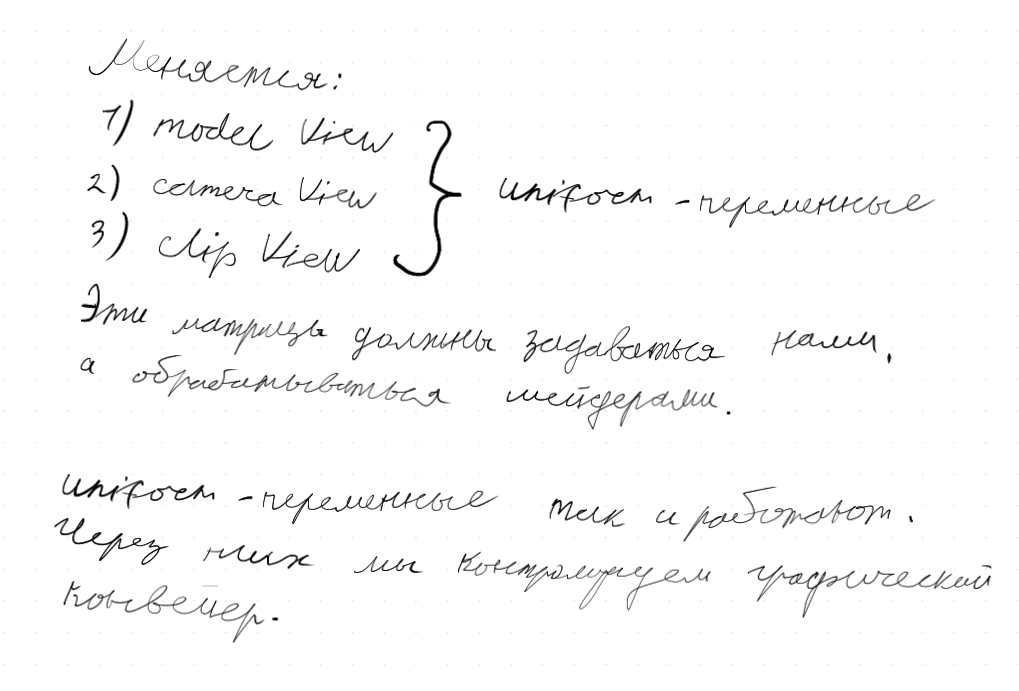 Меняется:
1) model View
2) camera View } uniform - переменные
3) clip View
Эти матрицы должны задаваться нами,
а обрабатываться шейдерами.
uniform - переменные так и работают.
Через них мы контролируем графический
конвейер.